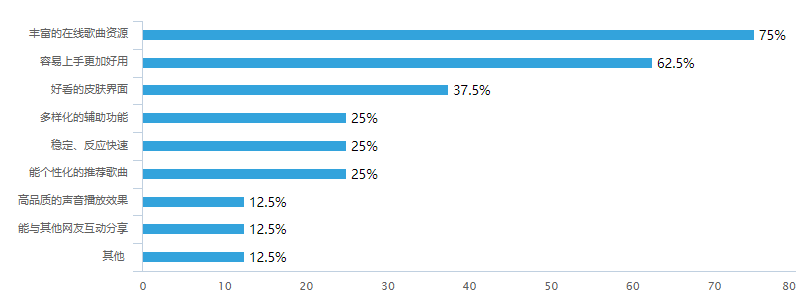 丰富的在线歌曲资源 75%
容易上手更加好用 62.5%
好看的皮肤界面 37.5%
多样化的辅助功能 25%
稳定、反应快速 25%
能个性化的推荐歌曲 25%
高品质的声音播放效果 12.5%
能与其他网友互动分享 12.5%
其他 12.5%
0 10 20 30 40 50 60 70 80